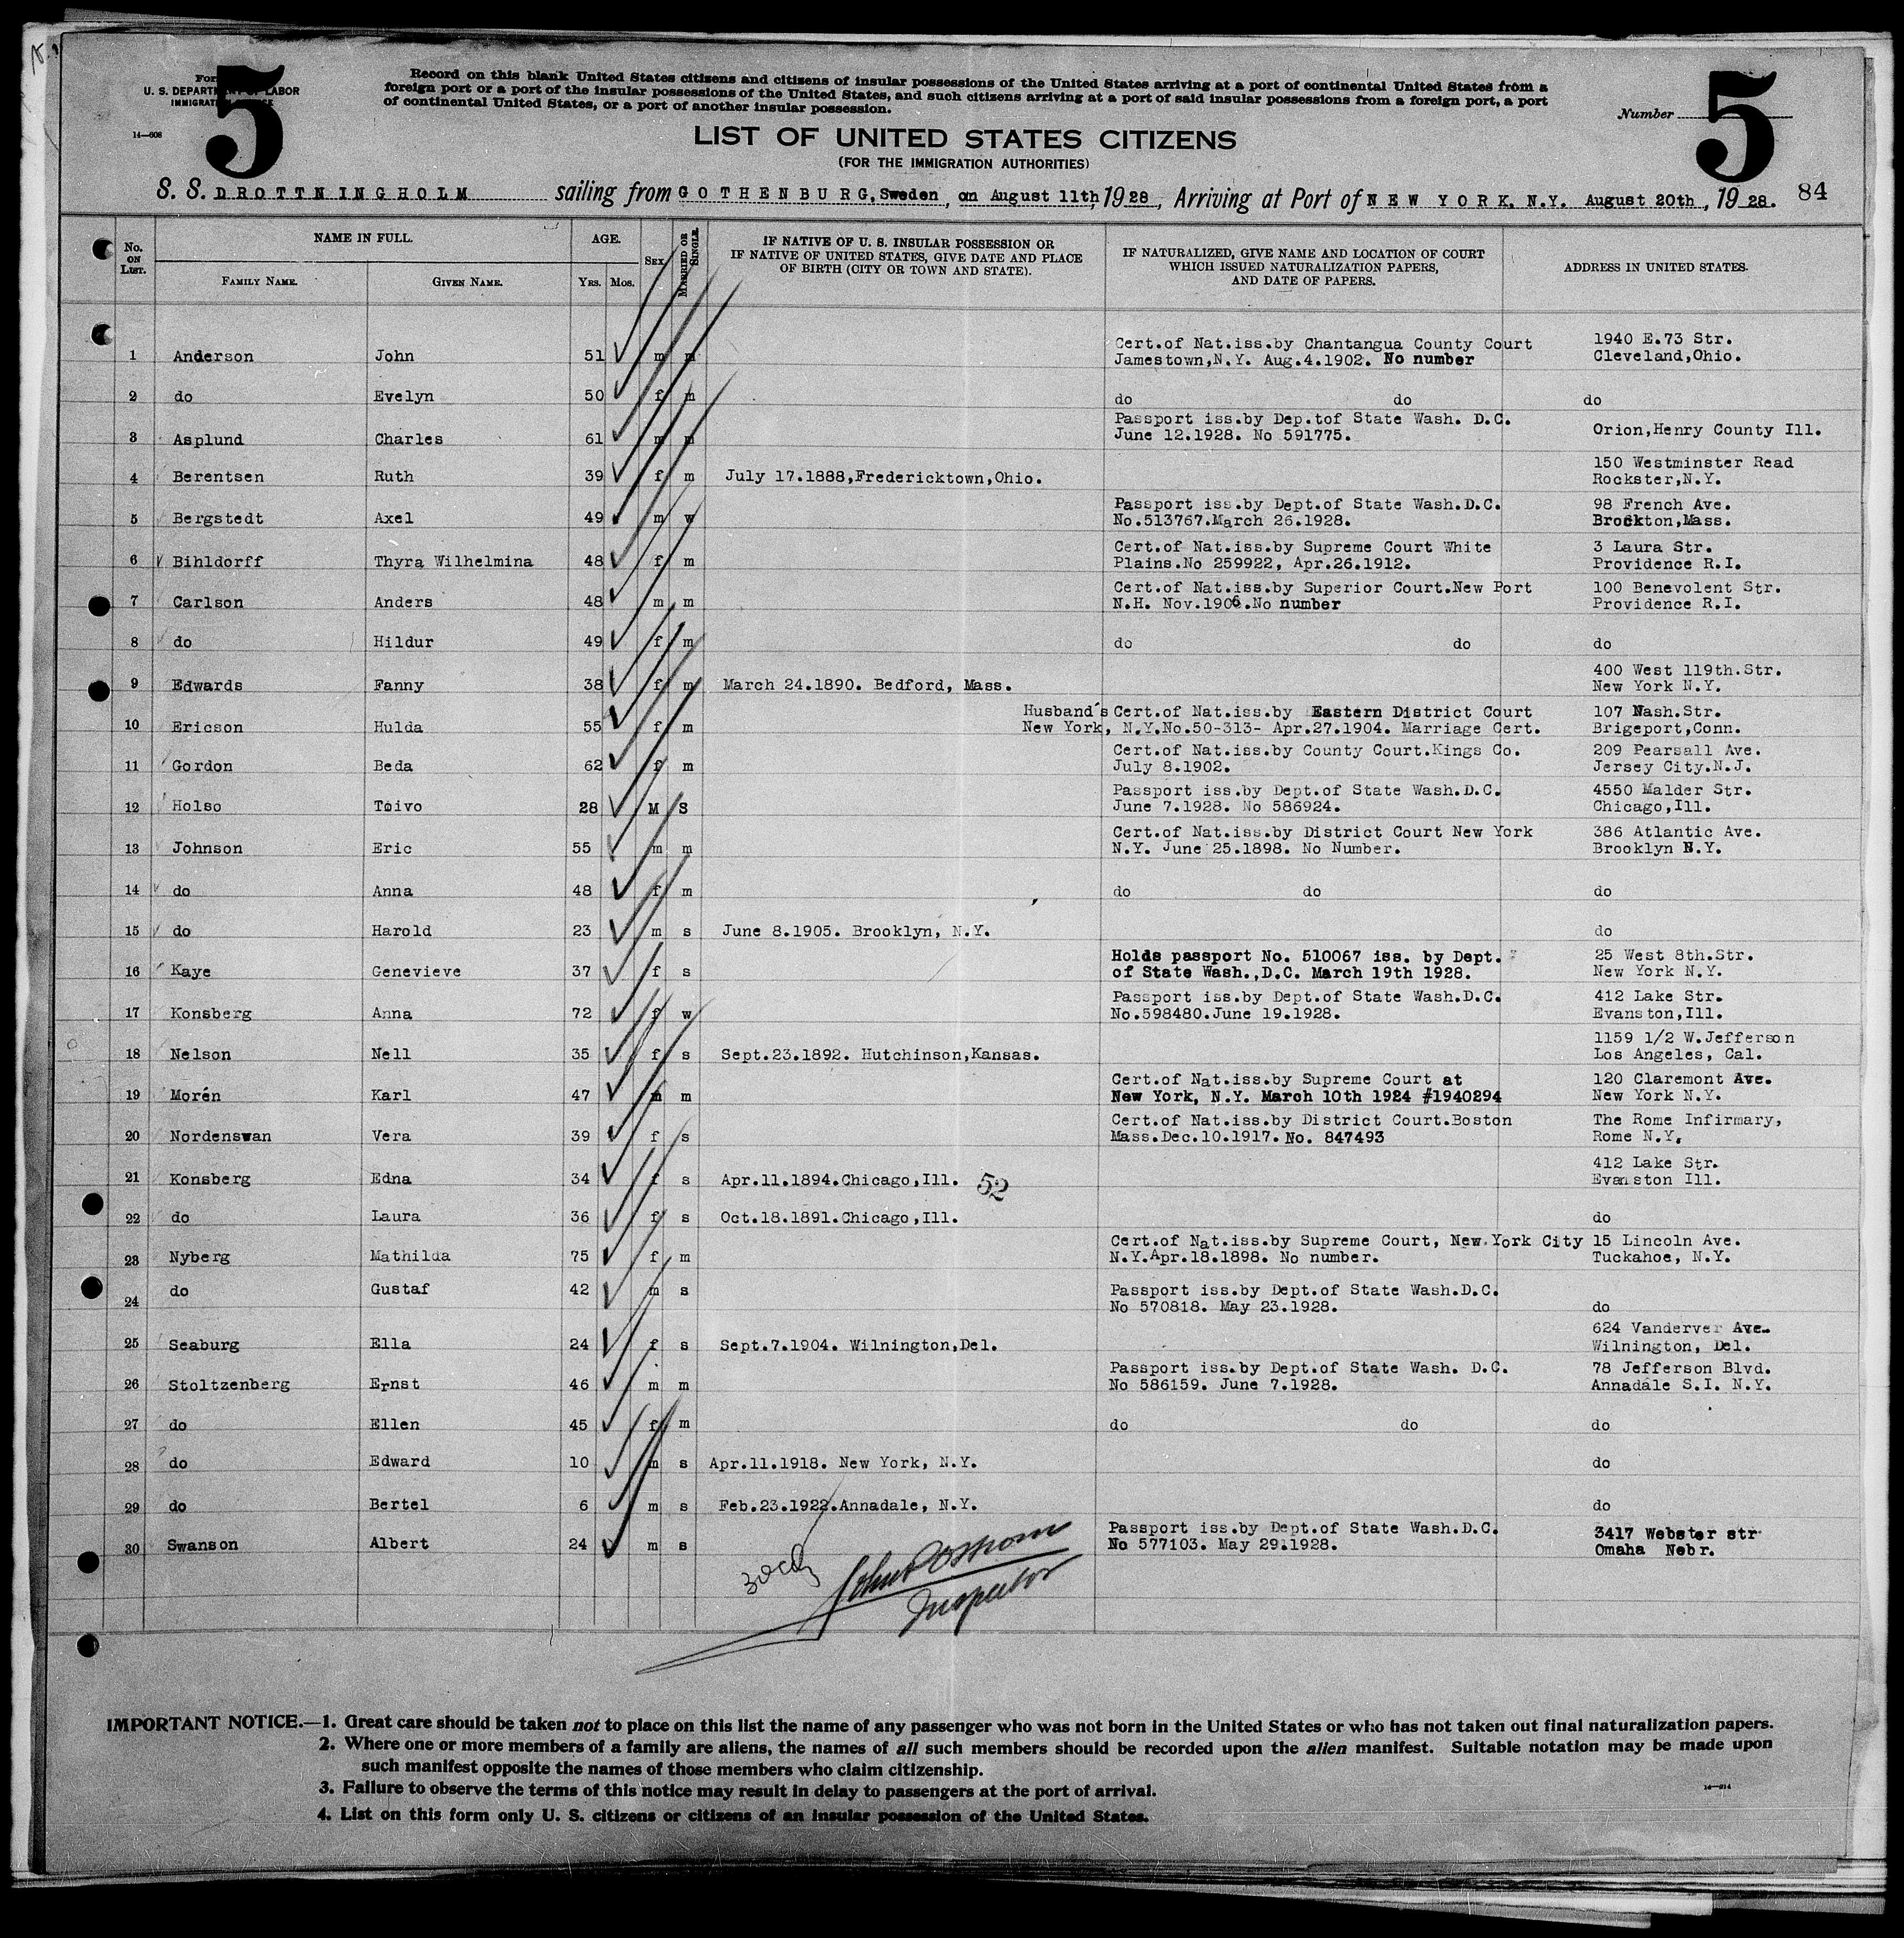 For
U. S. DEPARTMENT OF LABOR
IMMIGRAT
14—608
5
Record on this blank United States citizens and citizens of insular possessions of the United States arriving at a port of continental United States from a
foreign port or a port of the insular possessions of the United States, and such citizens arriving at a port of said insular possessions from a foreign port, a port
of continental United States, or a port of another insular possession.
Number
5
LIST OF UNITED STATES CITIZENS
(FOR THE IMMIGRATION AUTHORITIES)
S. S. DROTTNINGHOLM sailing from GOTHENBURG, Sweden, on August 11th, 1928, Arriving at Port of NEW YORK. N.Y. August 20th, 1928. 84
No. ON LIST. NAME IN FULL. AGE. SEX. MARRIED OR SINGLE. IF NATIVE OF U. S. INSULAR POSSESSION OR IF NATIVE OF UNITED STATES, GIVE DATE AND PLACE OF BIRTH (CITY OR TOWN AND STATE). IF NATURALIZED, GIVE NAME AND LOCATION OF COURT WHICH ISSUED NATURALIZATION PAPERS, AND DATE OF PAPERS. ADDRESS IN UNITED STATES.
FAMILY NAME. GIVEN NAME. YRS. MOS.
1 Anderson John 51 m m Cert.of Nat.iss.by Chantangua County Court Jamestown,N.Y. Aug.4.1902. No number 1940 E.73 Str. Cleveland,Ohio.
2 do Evelyn 50 f m do do do
3 Asplund Charles 61 m m Passport iss.by Dep.tof State Wash. D.C. June 12.1928. No 591775. Orion,Henry County Ill.
4 Berentsen Ruth 39 f m July 17.1888,Fredericktown,Ohio. 150 Westminster Read Rockster,N.Y.
5 Bergstedt Axel 49 m w Passport iss.by Dept.of State Wash.D.C. No.513767.March 26.1928. 98 French Ave. Brockton,Mass.
6 Bihldorff Thyra Wilhelmina 48 f m Cert.of Nat.iss.by Supreme Court White Plains.No 259922, Apr.26.1912. 3 Laura Str. Providence R.I.
7 Carlson Anders 48 m m Cert.of Nat.iss.by Superior Court.New Port N.H. Nov.1906.No number 100 Benevolent Str. Providence R.I.
8 do Hildur 49 f m do do do
9 Edwards Fanny 38 f m March 24.1890. Bedford, Mass. 400 West 119th.Str. New York N.Y.
10 Ericson Hulda 55 f m Husband's Cert.of Nat.iss.by Eastern District Court New York, N.Y.No.50-313- Apr.27.1904. Marriage Cert. 107 Nash.Str. Brigeport,Conn.
11 Gordon Beda 62 f m Cert.of Nat.iss.by County Court.Kings Co. July 8.1902. 209 Pearsall Ave. Jersey City.N.J.
12 Holso Toivo 28 M S Passport iss.by Dept.of State Wash.D.C. June 7.1928. No 586924. 4550 Malder Str. Chicago,Ill.
13 Johnson Eric 55 m m Cert.of Nat.iss.by District Court New York N.Y. June 25.1898. No Number. 386 Atlantic Ave. Brooklyn N.Y.
14 do Anna 48 f m do do do
15 do Harold 23 m s June 8.1905. Brooklyn, N.Y. do
16 Kaye Genevieve 37 f s Holds passport No. 510067 iss. by Dept. of State Wash.,D.C. March 19th 1928. 25 West 8th.Str. New York N.Y.
17 Konsberg Anna 72 f w Passport iss.by Dept.of State Wash.D.C. No.598480.June 19.1928. 412 Lake Str. Evanston,Ill.
18 Nelson Nell 35 f s Sept.23.1892. Hutchinson,Kansas. 1159 1/2 W.Jefferson Los Angeles, Cal.
19 Morén Karl 47 m m Cert.of Nat.iss.by Supreme Court at New York, N.Y. March 10th 1924 #1940294 120 Claremont Ave. New York N.Y.
20 Nordenswan Vera 39 f s Cert.of Nat.iss.by District Court.Boston Mass.Dec.10.1917. No. 847493 The Rome Infirmary, Rome N.Y.
21 Konsberg Edna 34 f s Apr.11.1894.Chicago,Ill. 52 412 Lake Str. Evanston Ill.
22 do Laura 36 f s Oct.18.1891.Chicago,Ill. do
23 Nyberg Mathilda 75 f m Cert.of Nat.iss.by Supreme Court, New York City N.Y.Apr.18.1898. No number. 15 Lincoln Ave. Tuckahoe, N.Y.
24 do Gustaf 42 m s Passport iss.by Dept.of State Wash.D.C. No 570818. May 23.1928. do
25 Seaburg Ella 24 f s Sept.7.1904. Wilnington,Del. 624 Vanderver Ave. Wilnington, Del.
26 Stoltzenberg Ernst 46 m m Passport iss.by Dept.of State Wash. D.C. No 586159. June 7.1928. 78 Jefferson Blvd. Annadale S.I. N.Y.
27 do Ellen 45 f m do do do
28 do Edward 10 m s Apr.11.1918. New York, N.Y. do
29 do Bertel 6 m s Feb.23.1922.Annadale, N.Y. do
30 Swanson Albert 24 m s Passport iss.by Dept.of State Wash.D.C. No 577103. May 29.1928. 3417 Webster str Omaha Nebr.
Inspector
IMPORTANT NOTICE.—1. Great care should be taken not to place on this list the name of any passenger who was not born in the United States or who has not taken out final naturalization papers.
2. Where one or more members of a family are aliens, the names of all such members should be recorded upon the alien manifest. Suitable notation may be made upon
such manifest opposite the names of those members who claim citizenship.
3. Failure to observe the terms of this notice may result in delay to passengers at the port of arrival.
14—614
4. List on this form only U. S. citizens or citizens of an insular possession of the United States.